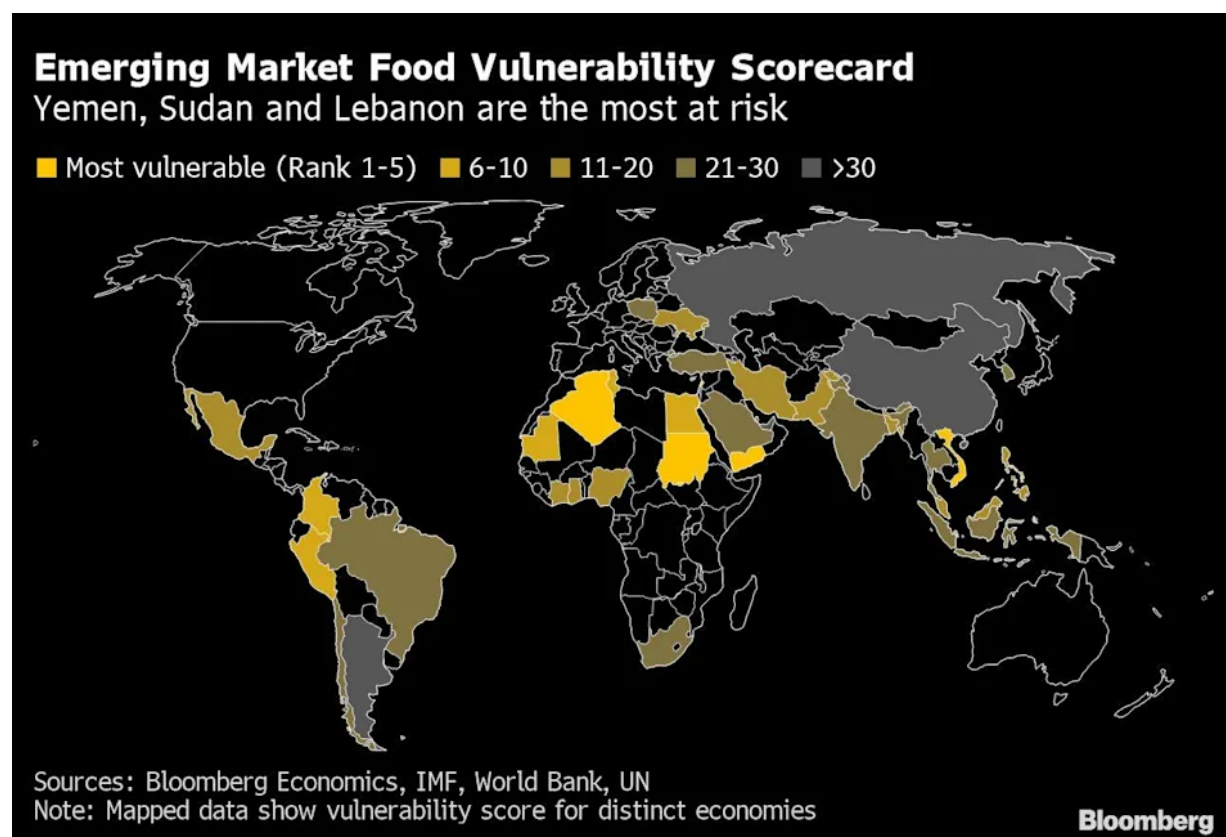 Emerging Market Food Vulnerability Scorecard
Yemen, Sudan and Lebanon are the most at risk
Most vulnerable (Rank 1-5) 6-10 11-20 21-30 >30
Sources: Bloomberg Economics, IMF, World Bank, UN
Note: Mapped data show vulnerability score for distinct economies
Bloomberg